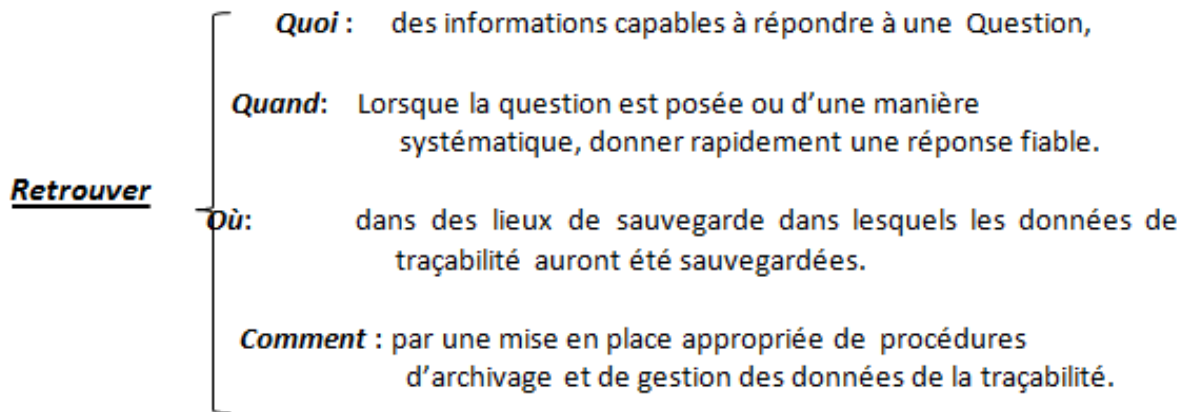 Quoi : des informations capables à répondre à une Question,
Quand: Lorsque la question est posée ou d'une manière
systématique, donner rapidement une réponse fiable.
Retrouver
Où: dans des lieux de sauvegarde dans lesquels les données de
traçabilité auront été sauvegardées.
Comment : par une mise en place appropriée de procédures
d'archivage et de gestion des données de la traçabilité.